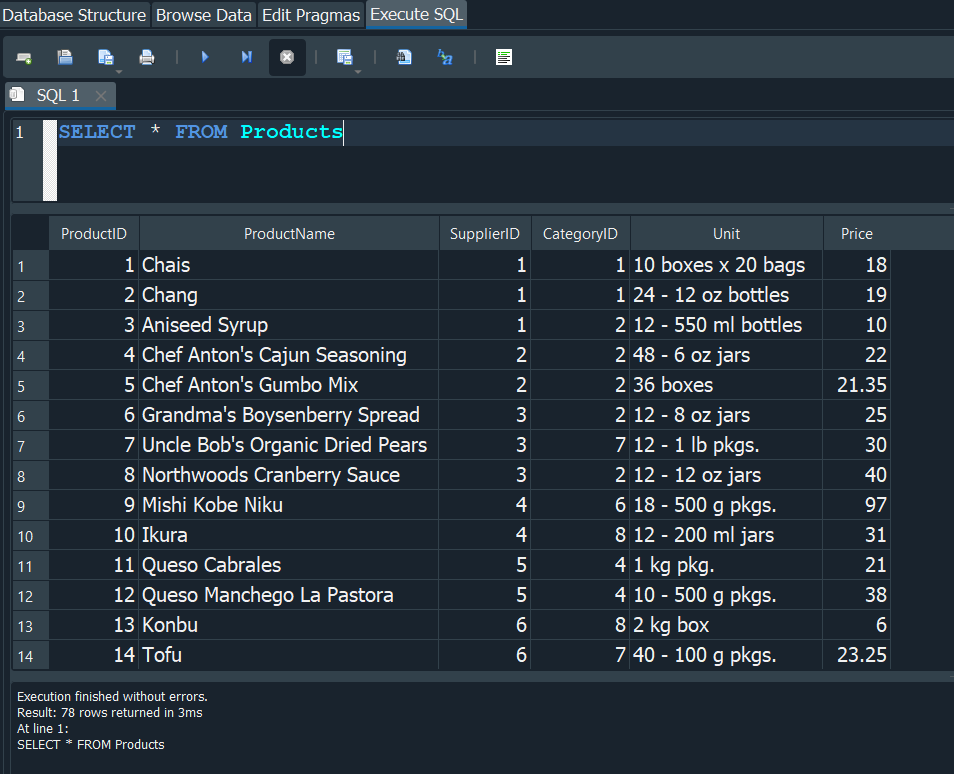 Database Structure Browse Data Edit Pragmas Execute SQL
SQL 1
1 SELECT * FROM Products
ProductID ProductName SupplierID CategoryID Unit Price
1 1 Chais 1 1 10 boxes x 20 bags 18
2 2 Chang 1 1 24 - 12 oz bottles 19
3 3 Aniseed Syrup 1 2 12 - 550 ml bottles 10
4 4 Chef Anton's Cajun Seasoning 2 2 48 - 6 oz jars 22
5 5 Chef Anton's Gumbo Mix 2 2 36 boxes 21.35
6 6 Grandma's Boysenberry Spread 3 2 12 - 8 oz jars 25
7 7 Uncle Bob's Organic Dried Pears 3 7 12 - 1 lb pkgs. 30
8 8 Northwoods Cranberry Sauce 3 2 12 - 12 oz jars 40
9 9 Mishi Kobe Niku 4 6 18 - 500 g pkgs. 97
10 10 Ikura 4 8 12 - 200 ml jars 31
11 11 Queso Cabrales 5 4 1 kg pkg. 21
12 12 Queso Manchego La Pastora 5 4 10 - 500 g pkgs. 38
13 13 Konbu 6 8 2 kg box 6
14 14 Tofu 6 7 40 - 100 g pkgs. 23.25
Execution finished without errors.
Result: 78 rows returned in 3ms
At line 1:
SELECT * FROM Products